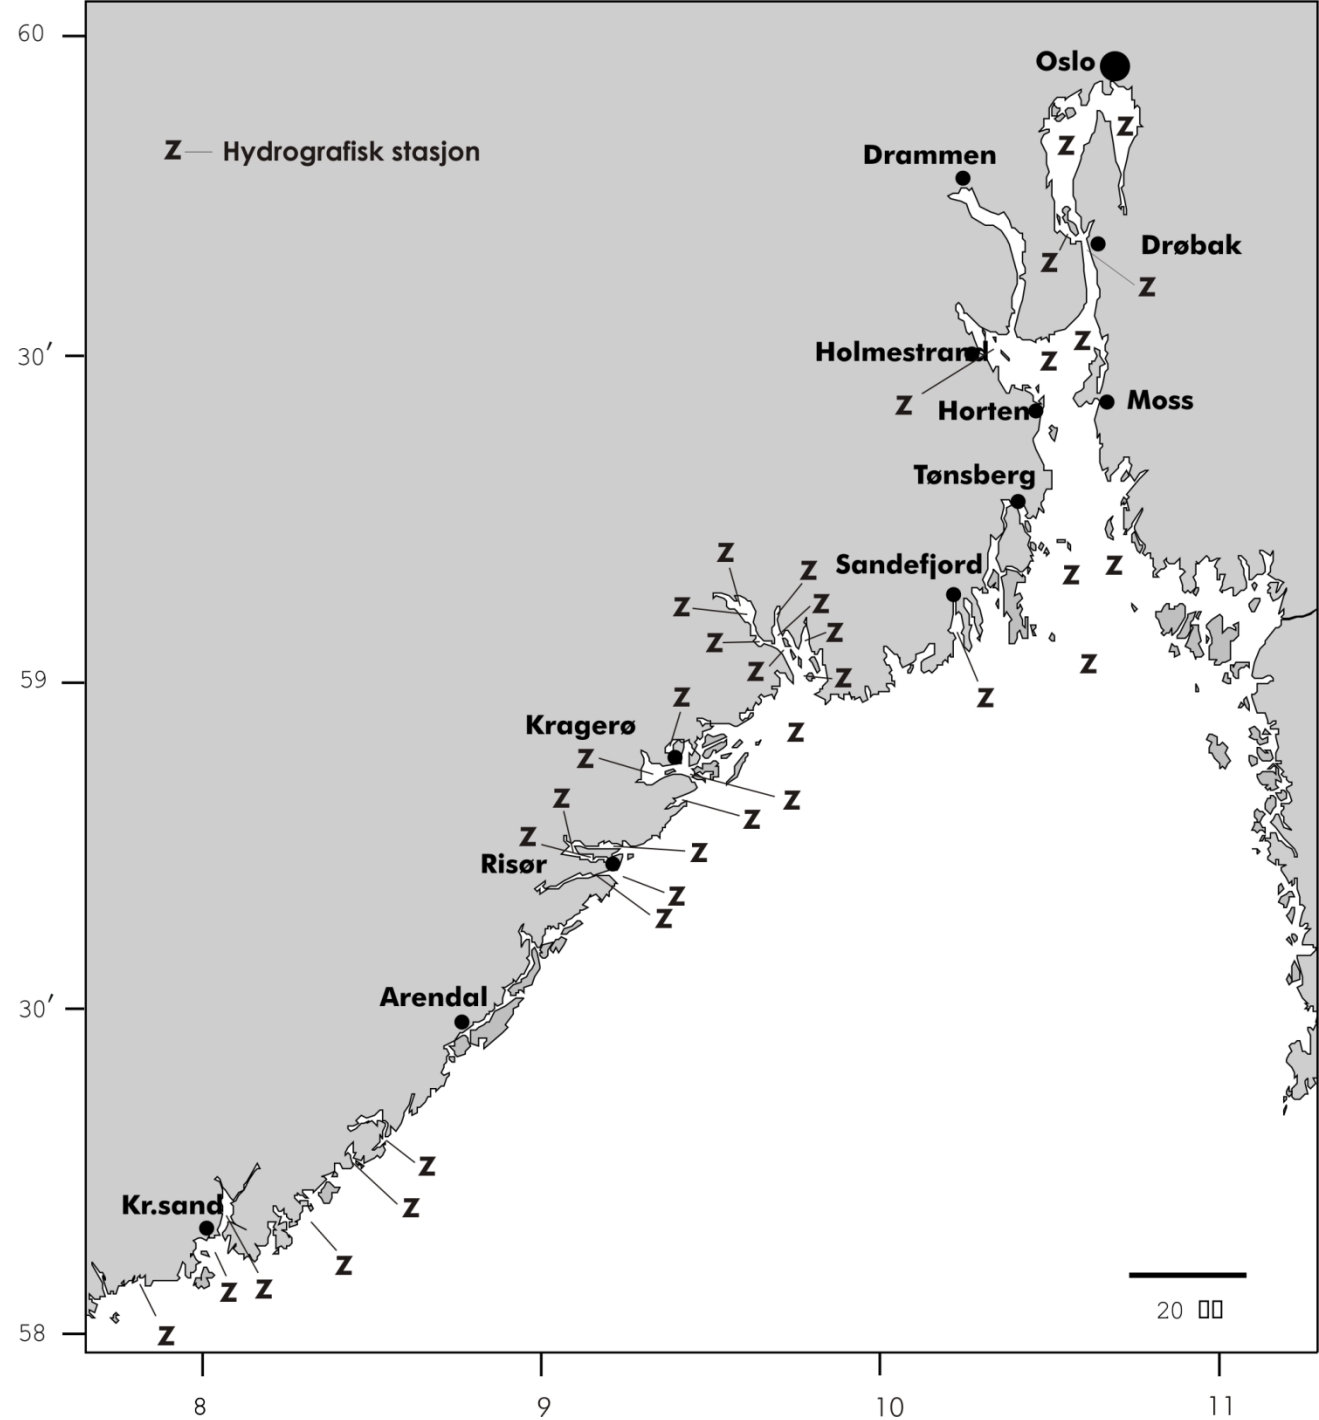 60
Oslo
Z
Z
Z — Hydrografisk stasjon
Drammen
Drøbak
Z
Z
30′
Z
Holmestrand
Z
Z
Horten
Moss
Tønsberg
Z
Z
Sandefjord
Z
Z
Z
Z
Z
Z
Z
Z
Z
Z
59
Z
Z
Kragerø
Z
Z
Z
Z
Z
Z
Z
Risør
Z
Z
Z
Arendal
30′
Z
Kr.sand
Z
Z
Z
Z
Z
20
58
8
9
10
11